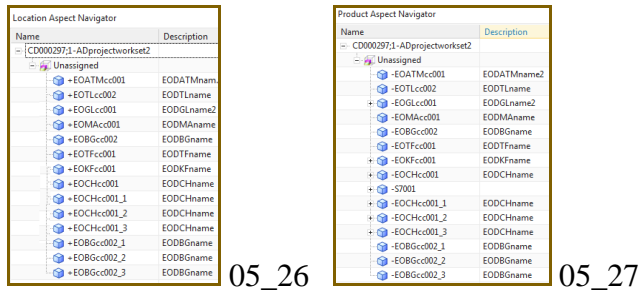 Location Aspect Navigator
Name Description
CD000297;1-ADprojectworkset2
Unassigned
+EOATMcc001 EODATMnam.
+EOTLcc002 EODTLname
+EOGLcc001 EODGLname2
+EOMAcc001 EODMAname
+EOBGcc002 EODBGname
+EOTFcc001 EODTFname
+EOKFcc001 EODKFname
+EOCHcc001 EODCHname
+EOCHcc001_1 EODCHname
+EOCHcc001_2 EODCHname
+EOCHcc001_3 EODCHname
+EOBGcc002_1 EODBGname
+EOBGcc002_2 EODBGname
+EOBGcc002_3 EODBGname
05_26
Product Aspect Navigator
Name Description
CD000297;1-ADprojectworkset2
Unassigned
-EOATMcc001 EODATMname2
-EOTLcc002 EODTLname
-EOGLcc001 EODGLname2
-EOMAcc001 EODMAname
-EOBGcc002 EODBGname
-EOTFcc001 EODTFname
-EOKFcc001 EODKFname
-EOCHcc001 EODCHname
-S7001
-EOCHcc001_1 EODCHname
-EOCHcc001_2 EODCHname
-EOCHcc001_3 EODCHname
-EOBGcc002_1 EODBGname
-EOBGcc002_2 EODBGname
-EOBGcc002_3 EODBGname
05_27